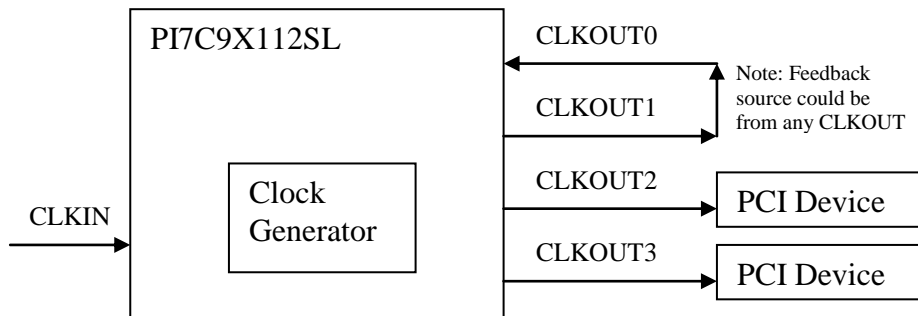 PI7C9X112SL
CLKOUT0
Note: Feedback
source could be
from any CLKOUT
CLKOUT1
Clock
Generator
CLKIN
CLKOUT2
PCI Device
CLKOUT3
PCI Device